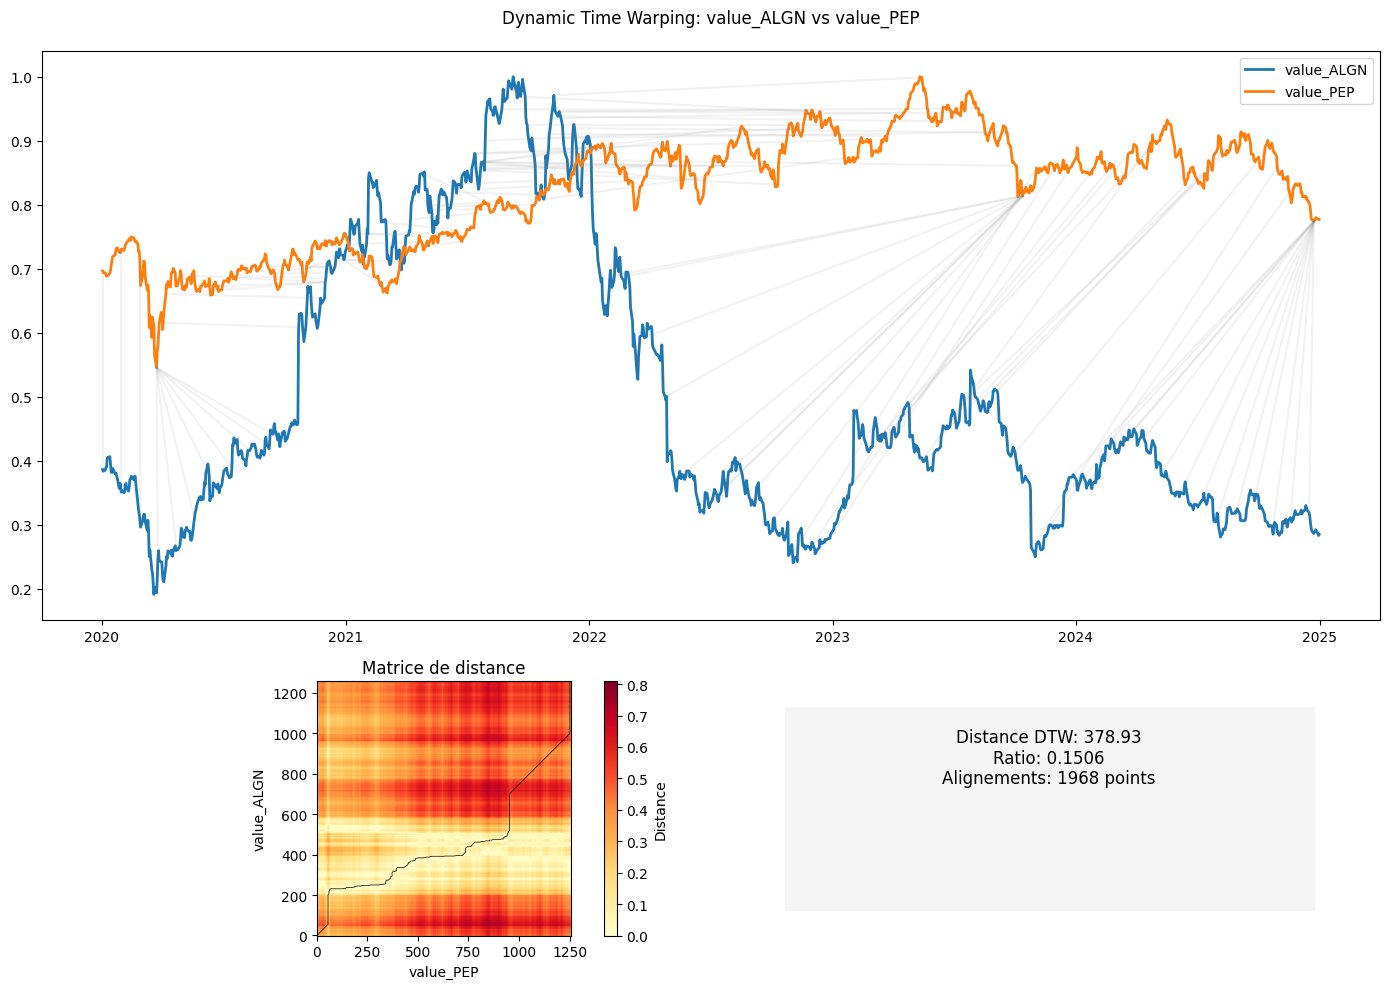 Dynamic Time Warping: value_ALGN vs value_PEP
value_ALGN
value_PEP
1.0
0.9
0.8
0.7
0.6
0.5
0.4
0.3
0.2
2020 2021 2022 2023 2024 2025
Matrice de distance
value_ALGN
1200
1000
800
600
400
200
0
0 250 500 750 1000 1250
value_PEP
0.8
0.7
0.6
0.5
0.4
0.3
0.2
0.1
0.0
Distance
Distance DTW: 378.93
Ratio: 0.1506
Alignements: 1968 points